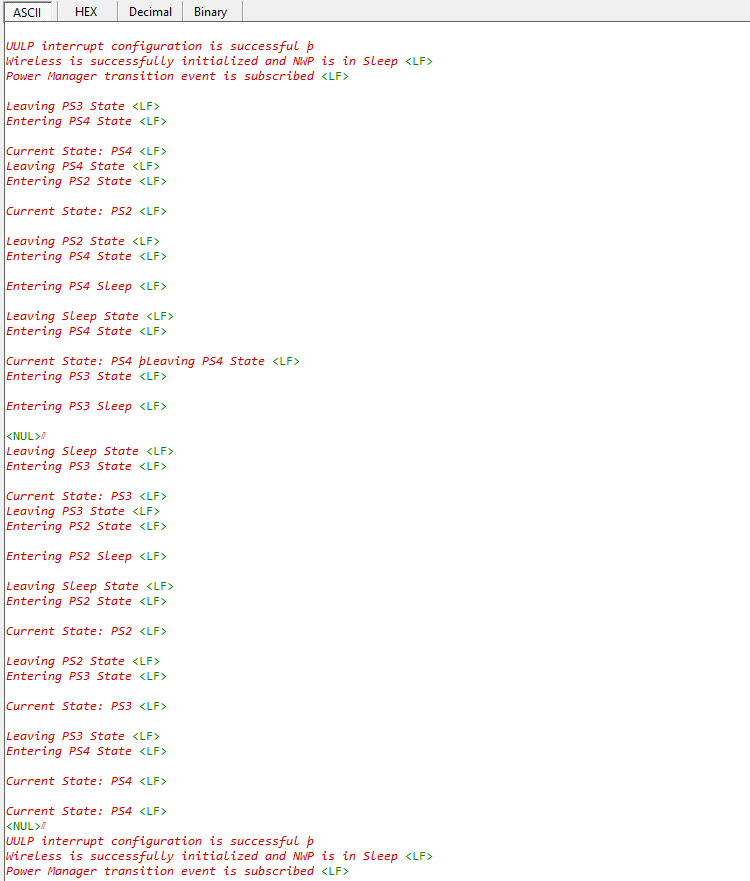 ASCII HEX Decimal Binary
UULP interrupt configuration is successful þ
Wireless is successfully initialized and NWP is in Sleep <LF>
Power Manager transition event is subscribed <LF>
Leaving PS3 State <LF>
Entering PS4 State <LF>
Current State: PS4 <LF>
Leaving PS4 State <LF>
Entering PS2 State <LF>
Current State: PS2 <LF>
Leaving PS2 State <LF>
Entering PS4 State <LF>
Entering PS4 Sleep <LF>
Leaving Sleep State <LF>
Entering PS4 State <LF>
Current State: PS4 þLeaving PS4 State <LF>
Entering PS3 State <LF>
Entering PS3 Sleep <LF>
<NUL>
Leaving Sleep State <LF>
Entering PS3 State <LF>
Current State: PS3 <LF>
Leaving PS3 State <LF>
Entering PS2 State <LF>
Entering PS2 Sleep <LF>
Leaving Sleep State <LF>
Entering PS2 State <LF>
Current State: PS2 <LF>
Leaving PS2 State <LF>
Entering PS3 State <LF>
Current State: PS3 <LF>
Leaving PS3 State <LF>
Entering PS4 State <LF>
Current State: PS4 <LF>
Current State: PS4 <LF>
<NUL>
UULP interrupt configuration is successful þ
Wireless is successfully initialized and NWP is in Sleep <LF>
Power Manager transition event is subscribed <LF>